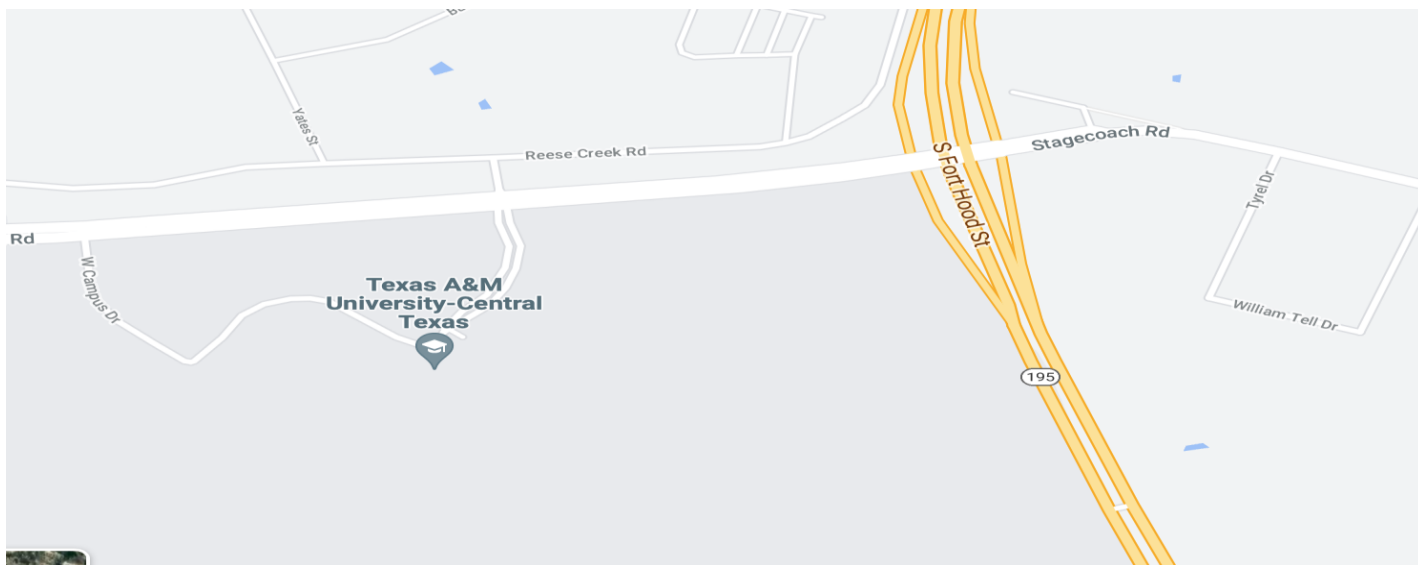 Yates St
Reese Creek Rd
Stagecoach Rd
S Fort Hood St
Tyrel Dr
Rd
W Campus Dr
Texas A&M
University-Central
Texas
William Tell Dr
195